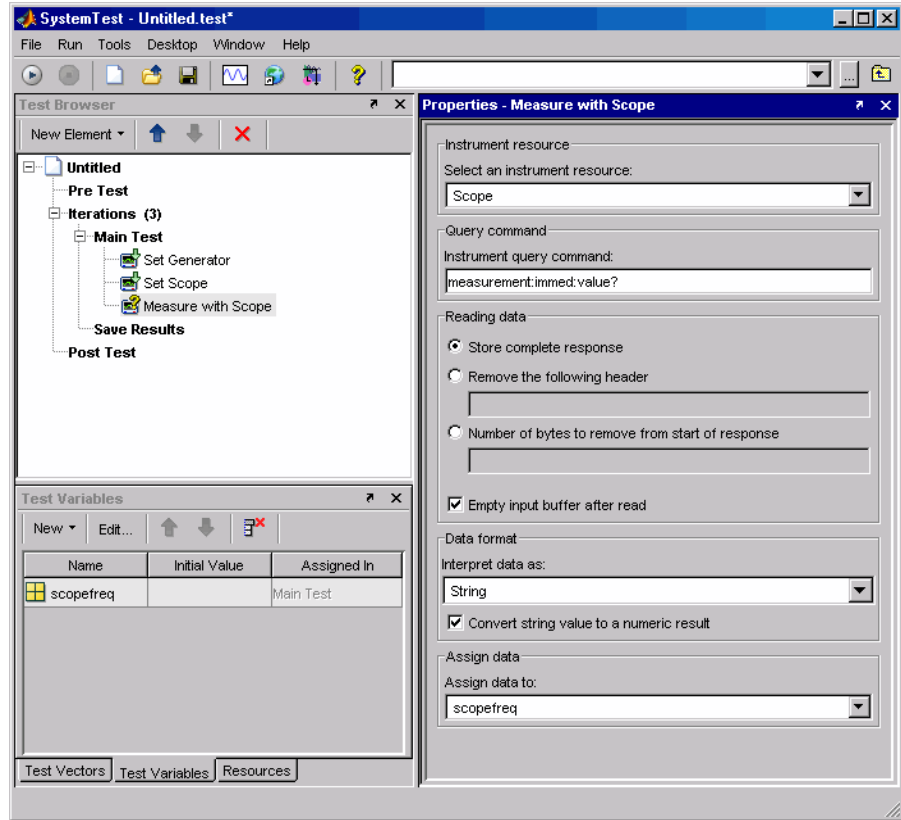 SystemTest - Untitled.test*
File Run Tools Desktop Window Help
...
Test Browser
New Element
Untitled
Pre Test
Iterations (3)
Main Test
Set Generator
Set Scope
Measure with Scope
Save Results
Post Test
Test Variables
New Edit...
Name Initial Value Assigned In
scopefreq Main Test
Test Vectors Test Variables Resources
Properties - Measure with Scope
Instrument resource
Select an instrument resource:
Scope
Query command
Instrument query command:
measurement:immed:value?
Reading data
Store complete response
Remove the following header
Number of bytes to remove from start of response
Empty input buffer after read
Data format
Interpret data as:
String
Convert string value to a numeric result
Assign data
Assign data to:
scopefreq